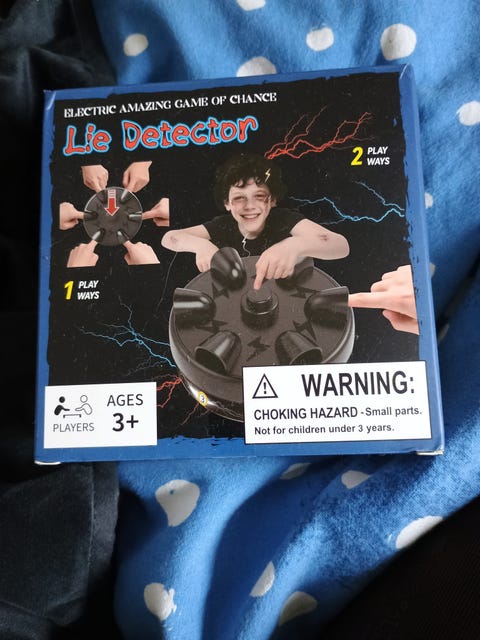 ELECTRIC AMAZING GAME OF CHANCE
Lie Detector
2 PLAY
WAYS
1 PLAY
WAYS
PLAYERS
AGES
3+
3
WARNING:
CHOKING HAZARD - Small parts.
Not for children under 3 years.